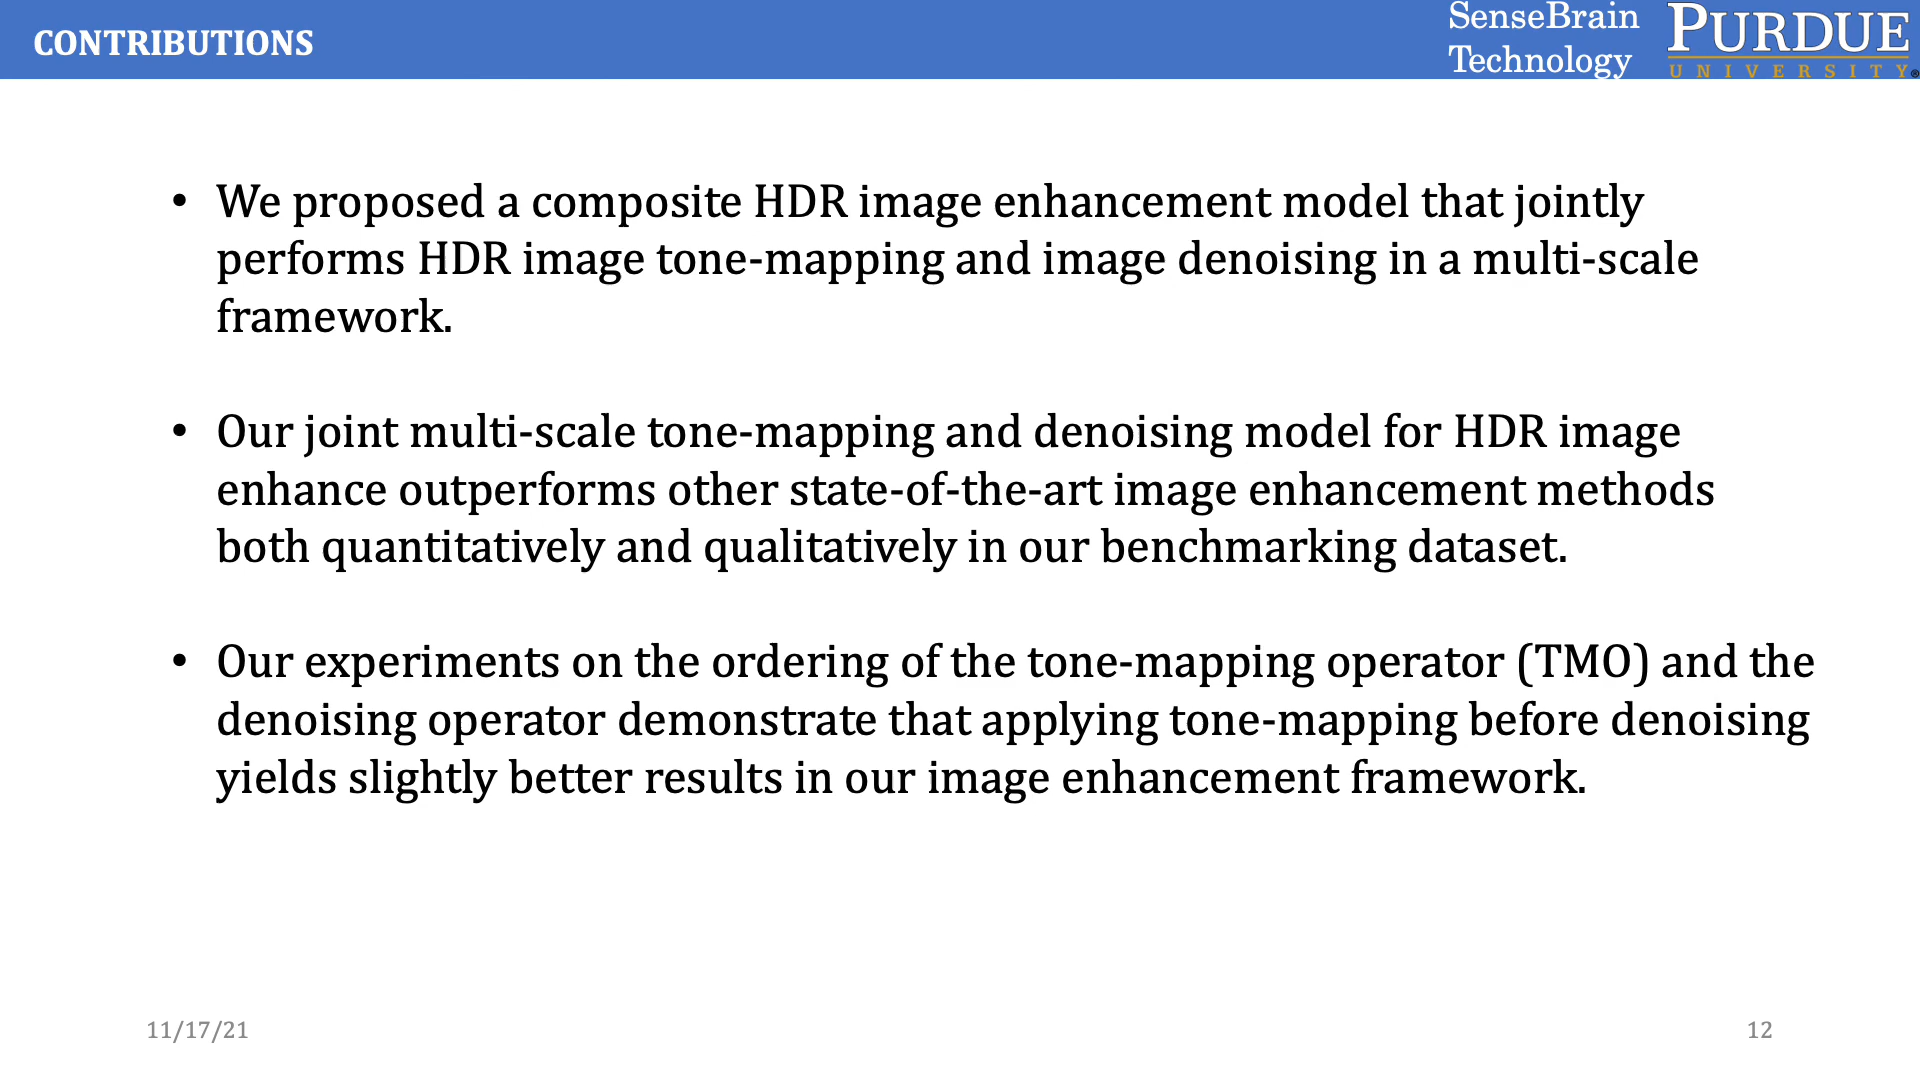 CONTRIBUTIONS
SenseBrain
Technology
PURDUE
UNIVERSITY®
• We proposed a composite HDR image enhancement model that jointly
performs HDR image tone-mapping and image denoising in a multi-scale
framework.
• Our joint multi-scale tone-mapping and denoising model for HDR image
enhance outperforms other state-of-the-art image enhancement methods
both quantitatively and qualitatively in our benchmarking dataset.
• Our experiments on the ordering of the tone-mapping operator (TMO) and the
denoising operator demonstrate that applying tone-mapping before denoising
yields slightly better results in our image enhancement framework.
11/17/21
12